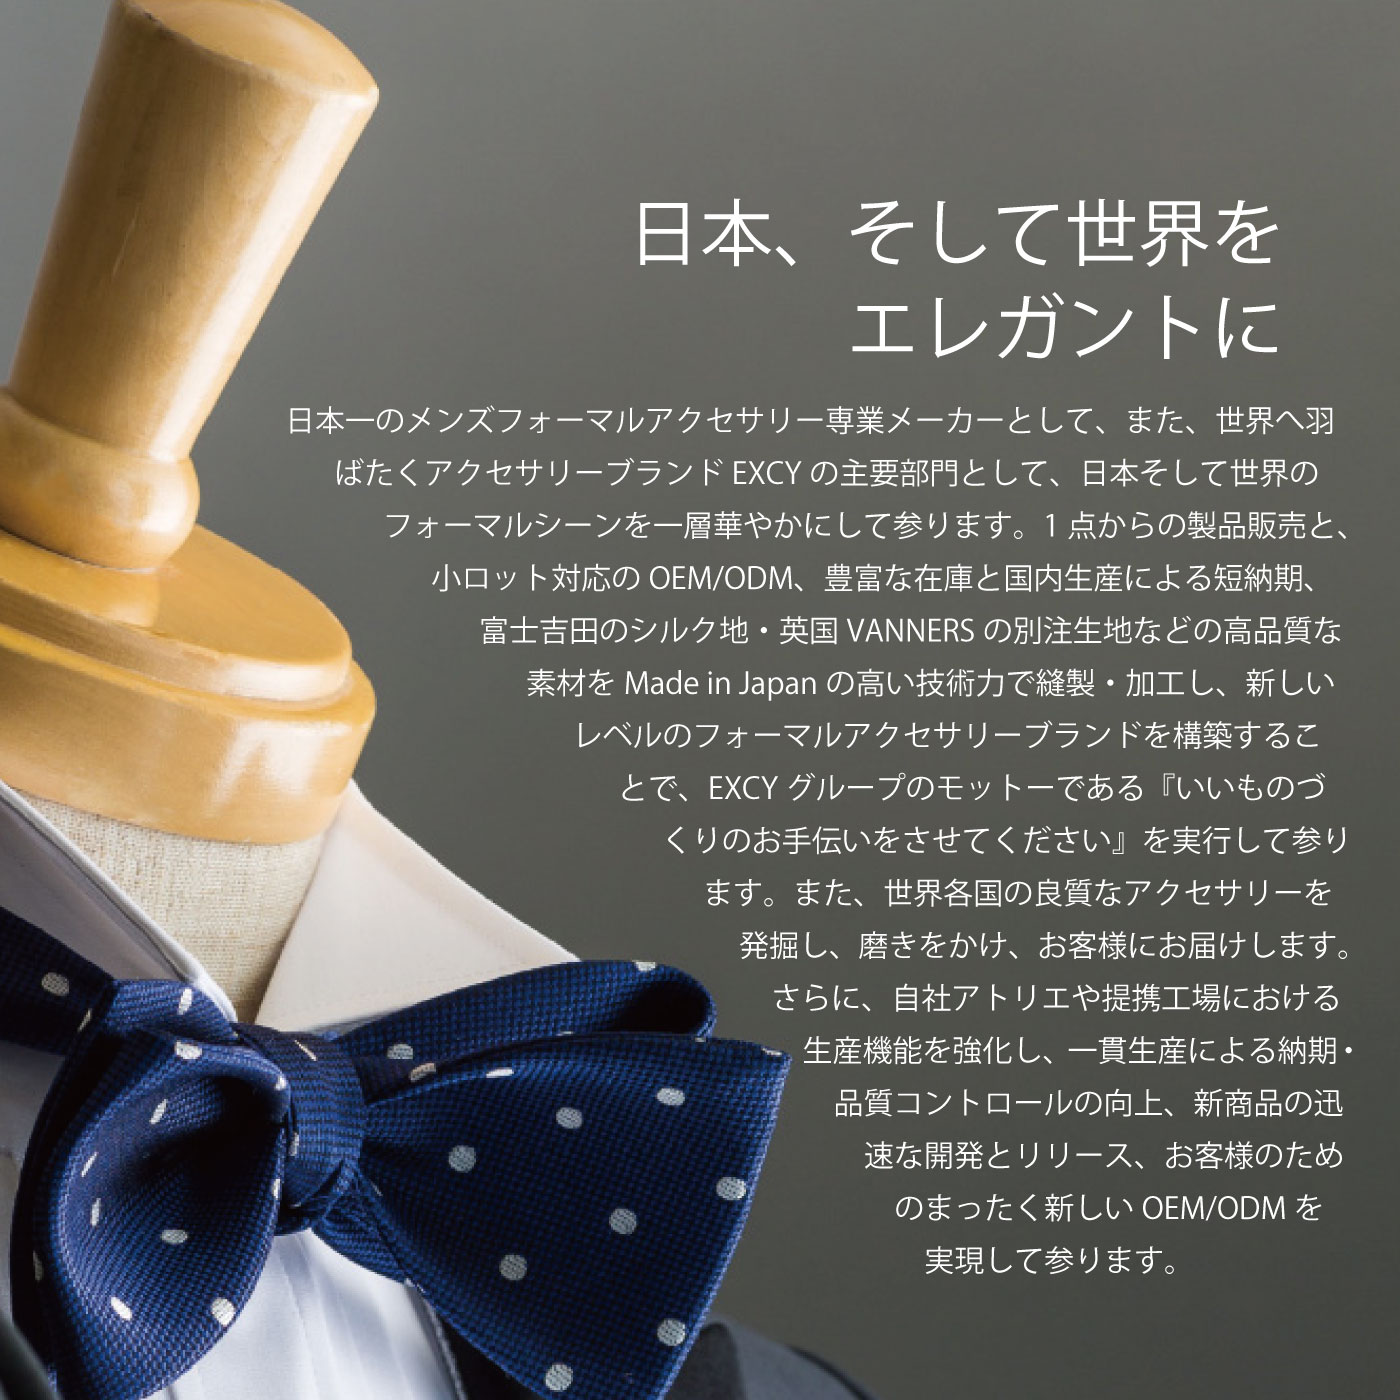 日本、そして世界を
エレガントに
日本一のメンズフォーマルアクセサリー専業メーカーとして、また、世界へ羽
ばたくアクセサリーブランド EXCY の主要部門として、日本そして世界の
フォーマルシーンを一層華やかにして参ります。1 点からの製品販売と、
小ロット対応の OEM/ODM、豊富な在庫と国内生産による短納期、
富士吉田のシルク地・英国 VANNERS の別注生地などの高品質な
素材を Made in Japan の高い技術力で縫製・加工し、新しい
レベルのフォーマルアクセサリーブランドを構築するこ
とで、EXCY グループのモットーである『いいものづ
くりのお手伝いをさせてください』を実行して参り
ます。また、世界各国の良質なアクセサリーを
発掘し、磨きをかけ、お客様にお届けします。
さらに、自社アトリエや提携工場における
生産機能を強化し、一貫生産による納期・
品質コントロールの向上、新商品の迅
速な開発とリリース、お客様のため
のまったく新しい OEM/ODM を
実現して参ります。